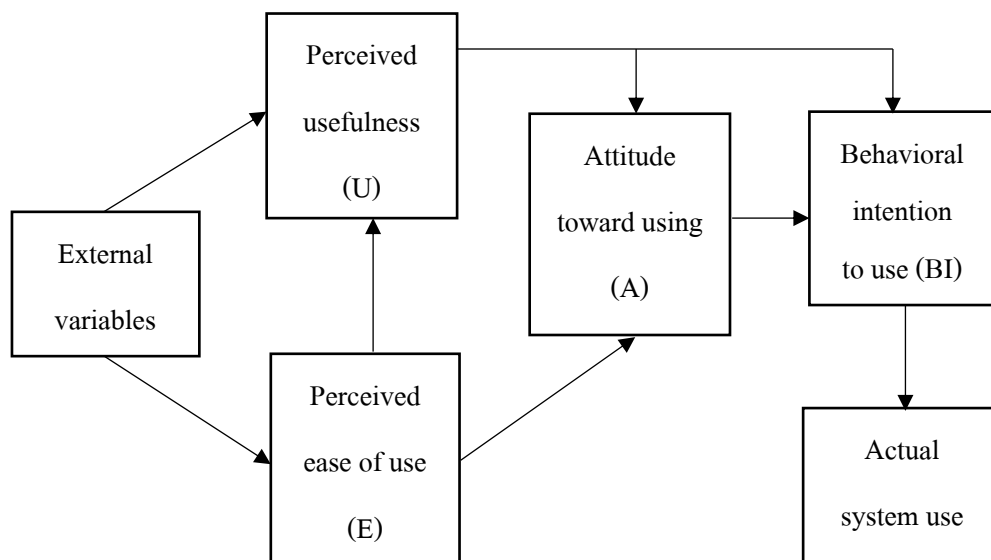 Perceived
usefulness
(U)
External
variables
Perceived
ease of use
(E)
Attitude
toward using
(A)
Behavioral
intention
to use (BI)
Actual
system use